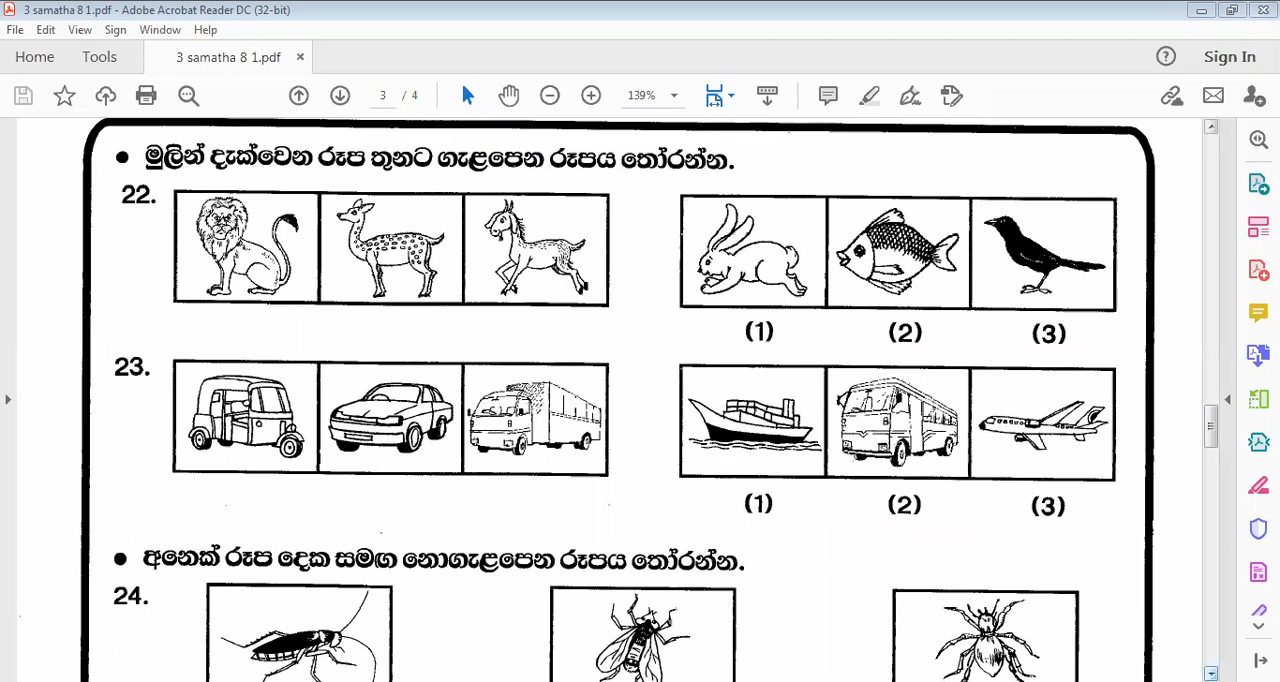 3 samatha 8 1.pdf - Adobe Acrobat Reader DC (32-bit)
File Edit View Sign Window Help
Home Tools 3 samatha 8 1.pdf × ? Sign In
3 / 4 139%
● මුලින් දැක්වෙන රූප තුනට ගැළපෙන රූපය තෝරන්න.
22.
(1) (2) (3)
23.
(1) (2) (3)
● අනෙක් රූප දෙක සමඟ නොගැළපෙන රූපය තෝරන්න.
24.